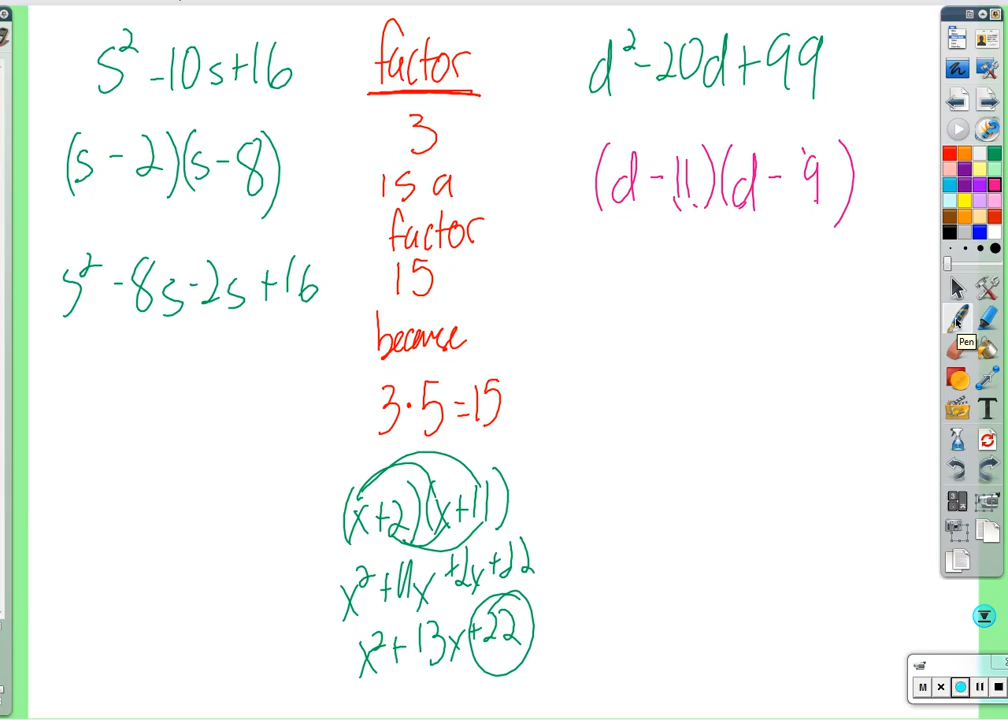 s² - 10s + 16
(s - 2)(s - 8)
s² - 8s - 2s + 16
factor
3
is a
factor
15
because
3 · 5 = 15
(x + 2)(x + 11)
x² + 11x + 2x + 22
x² + 13x + 22
d² - 20d + 99
(d - 11)(d - 9)
Pen
T
M